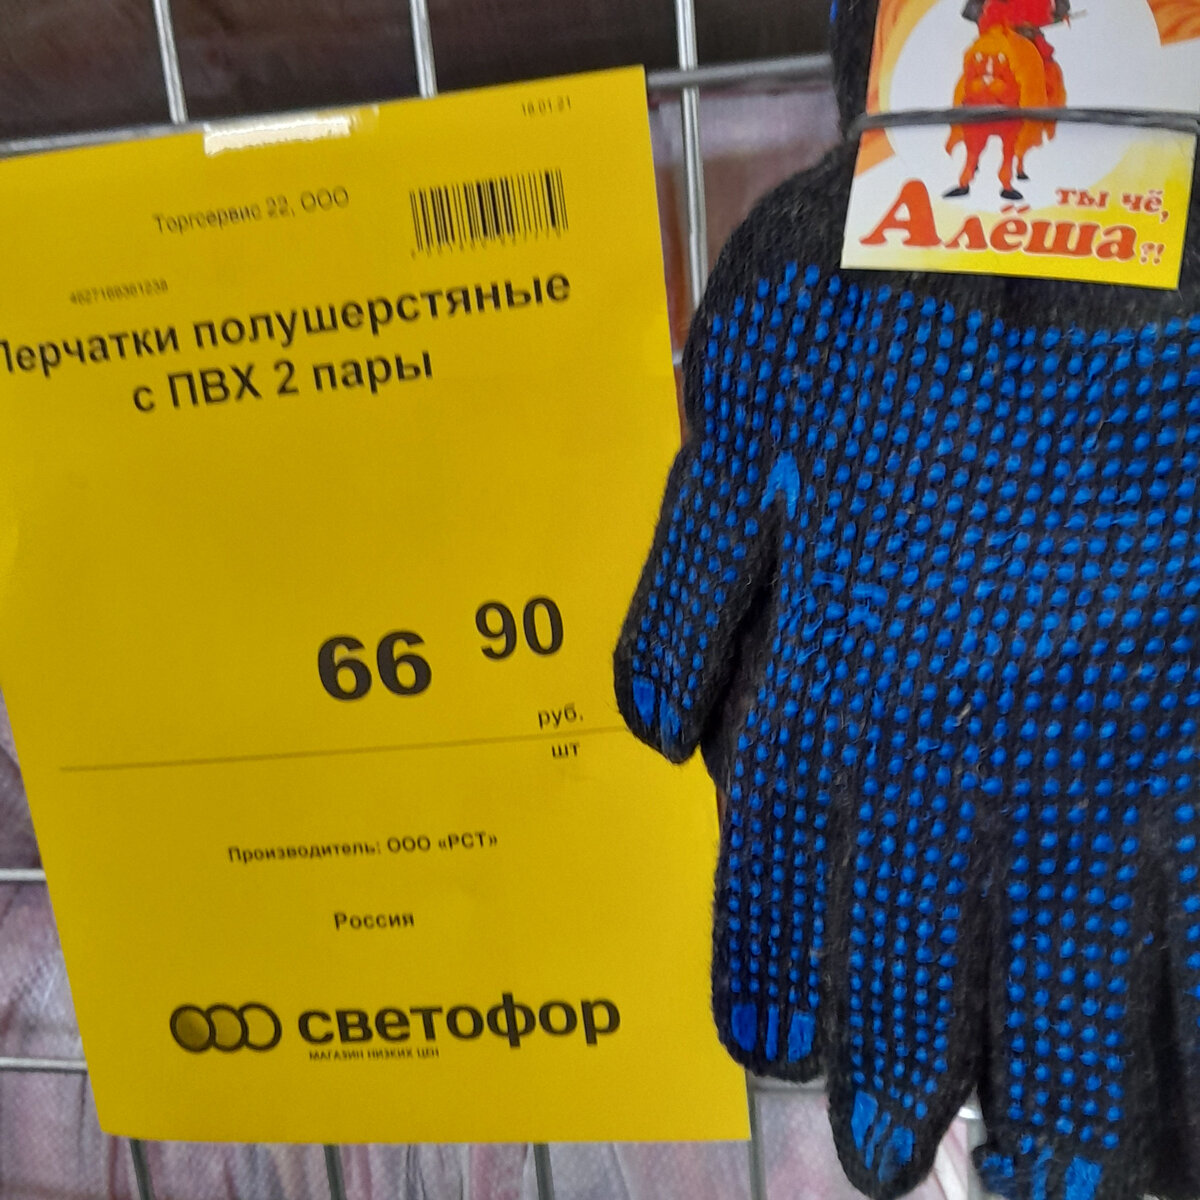 18.01.21
Торгсервис 22, ООО
Перчатки полушерстяные
с ПВХ 2 пары
66 90
руб.
шт
Производитель: ООО «РСТ»
Россия
светофор
МАГАЗИН НИЗКИХ ЦЕН
ты чё,
Алёша?!